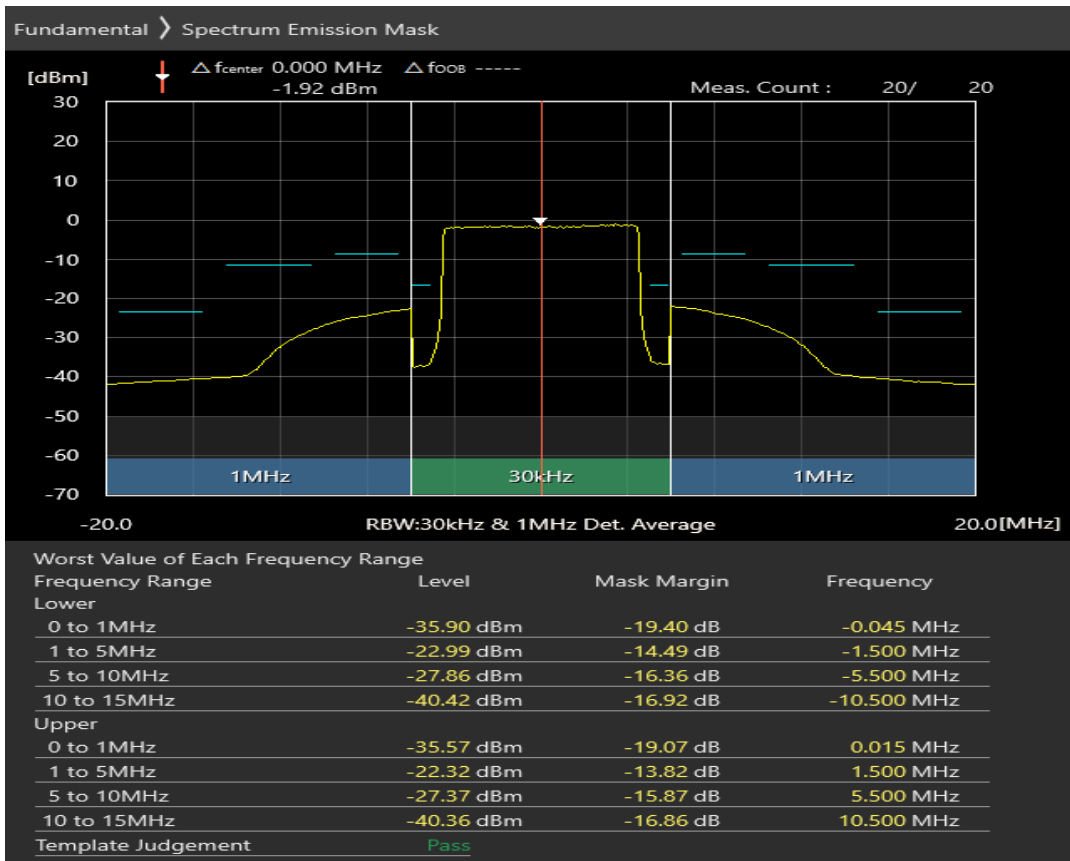 Fundamental ❯ Spectrum Emission Mask
△ fcenter 0.000 MHz △ fOOB -----
[dBm]
-1.92 dBm Meas. Count : 20/ 20
30
20
10
0
-10
-20
-30
-40
-50
-60
1MHz 30kHz 1MHz
-70
-20.0 RBW:30kHz & 1MHz Det. Average 20.0[MHz]
Worst Value of Each Frequency Range
Frequency Range Level Mask Margin Frequency
Lower
0 to 1MHz -35.90 dBm -19.40 dB -0.045 MHz
1 to 5MHz -22.99 dBm -14.49 dB -1.500 MHz
5 to 10MHz -27.86 dBm -16.36 dB -5.500 MHz
10 to 15MHz -40.42 dBm -16.92 dB -10.500 MHz
Upper
0 to 1MHz -35.57 dBm -19.07 dB 0.015 MHz
1 to 5MHz -22.32 dBm -13.82 dB 1.500 MHz
5 to 10MHz -27.37 dBm -15.87 dB 5.500 MHz
10 to 15MHz -40.36 dBm -16.86 dB 10.500 MHz
Template Judgement Pass